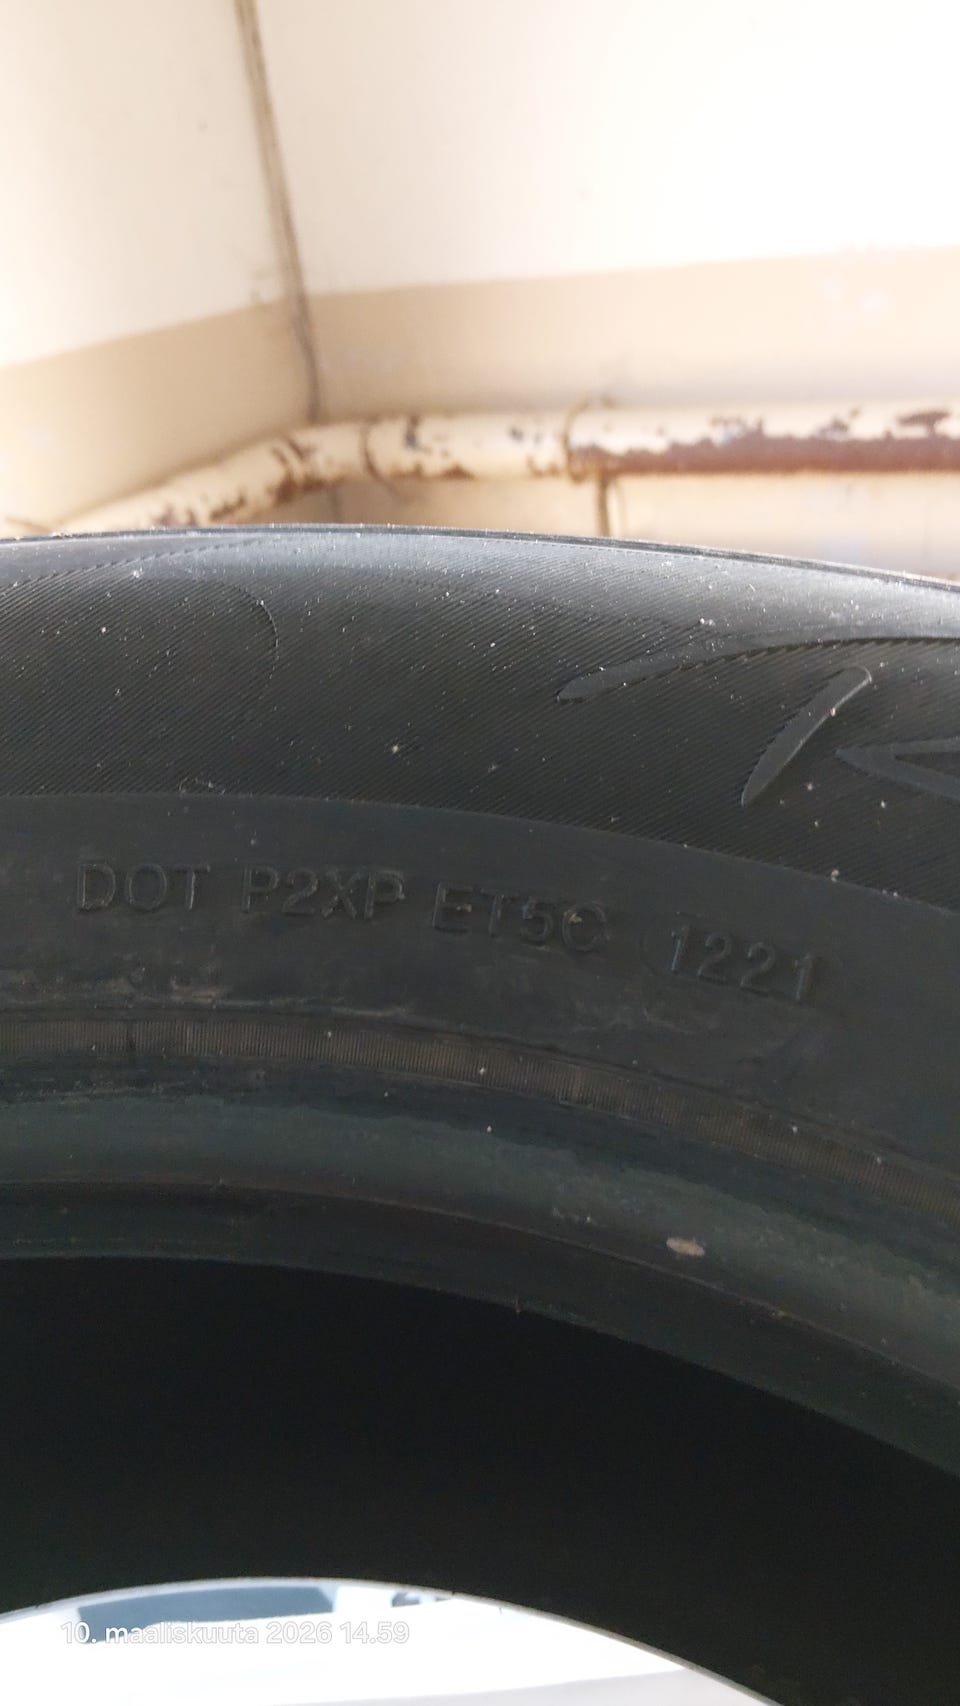 DOT P2XP ET5C 1221
10. maaliskuuta 2026 14.59